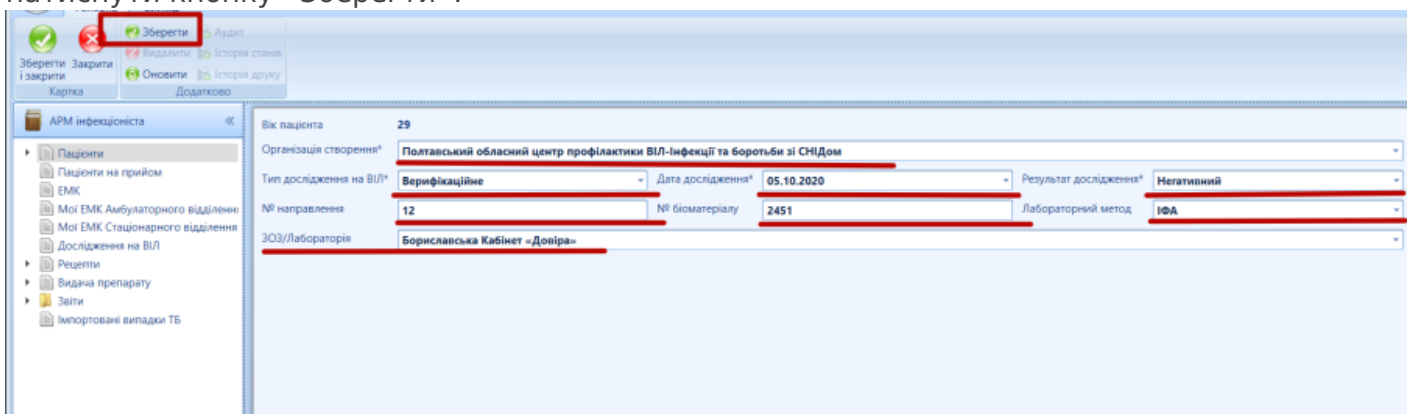 натиснути кнопку "Зберегти".
Зберегти Аудит
Видалити Історія станів
Зберегти і закрити Закрити Оновити Історія друку
Картка Додатково
АРМ інфекціоніста «
Пацієнти
Пацієнти на прийом
ЕМК
Мої ЕМК Амбулаторного відділенн
Мої ЕМК Стаціонарного відділення
Дослідження на ВІЛ
Рецепти
Видача препарату
Звіти
Імпортовані випадки ТБ
Вік пацієнта 29
Організація створення* Полтавський обласний центр профілактики ВІЛ-Інфекції та боротьби зі СНІДом
Тип дослідження на ВІЛ* Верифікаційне Дата дослідження* 05.10.2020 Результат дослідження* Негативний
№ направлення 12 № біоматеріалу 2451 Лабораторний метод ІФА
ЗОЗ/Лабораторія Бориславська Кабінет «Довіра»